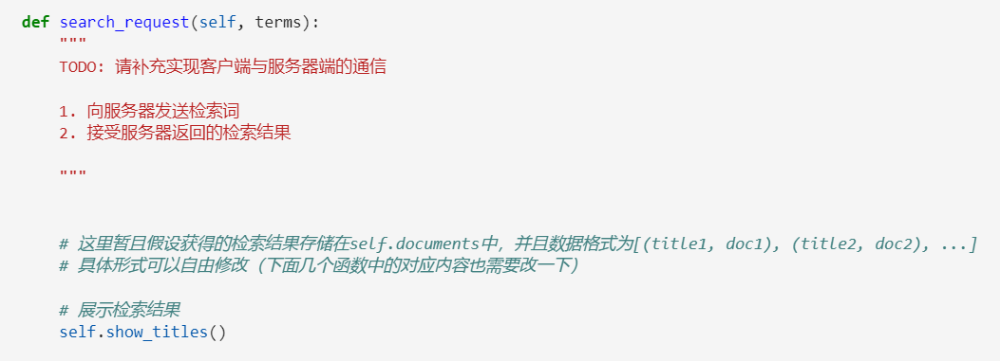 def search_request(self, terms):
"""
TODO: 请补充实现客户端与服务器端的通信
1. 向服务器发送检索词
2. 接受服务器返回的检索结果
"""
# 这里暂且假设获得的检索结果存储在self.documents中，并且数据格式为[(title1, doc1), (title2, doc2), ...]
# 具体形式可以自由修改（下面几个函数中的对应内容也需要改一下）
# 展示检索结果
self.show_titles()